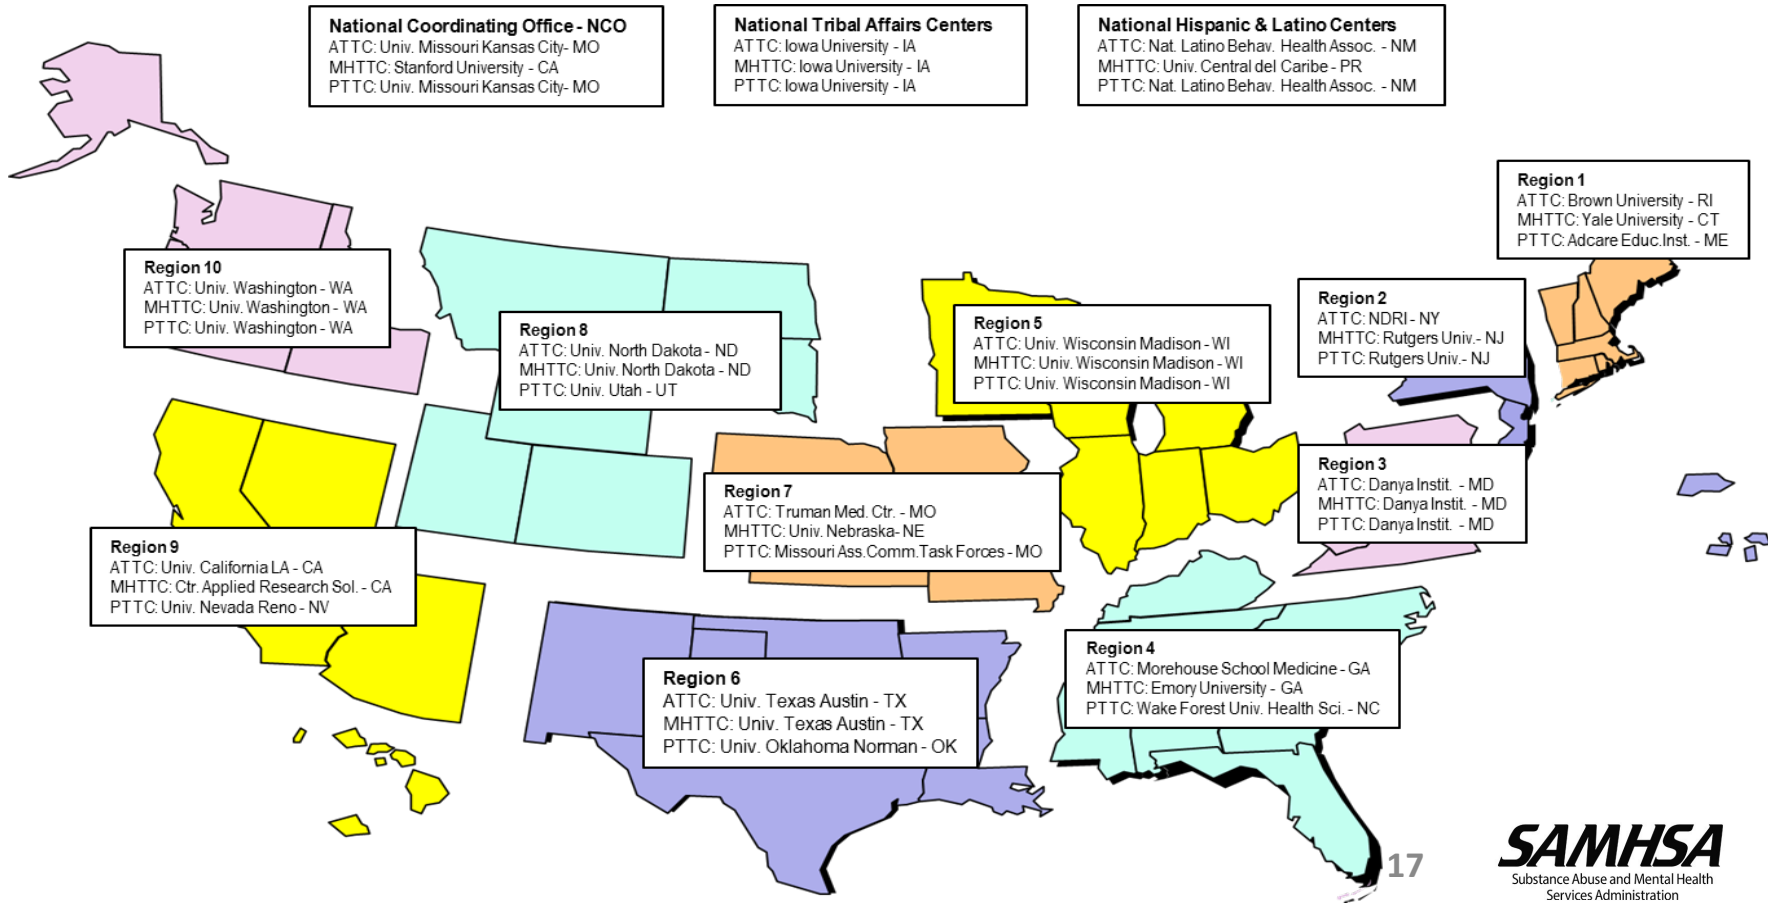 National Coordinating Office - NCO
ATTC: Univ. Missouri Kansas City- MO
MHTTC: Stanford University - CA
PTTC: Univ. Missouri Kansas City- MO
National Tribal Affairs Centers
ATTC: Iowa University - IA
MHTTC: Iowa University - IA
PTTC: Iowa University - IA
National Hispanic & Latino Centers
ATTC: Nat. Latino Behav. Health Assoc. - NM
MHTTC: Univ. Central del Caribe - PR
PTTC: Nat. Latino Behav. Health Assoc. - NM
Region 1
ATTC: Brown University - RI
MHTTC: Yale University - CT
PTTC: Adcare Educ.Inst. - ME
Region 10
ATTC: Univ. Washington - WA
MHTTC: Univ. Washington - WA
PTTC: Univ. Washington - WA
Region 8
ATTC: Univ. North Dakota - ND
MHTTC: Univ. North Dakota - ND
PTTC: Univ. Utah - UT
Region 5
ATTC: Univ. Wisconsin Madison - WI
MHTTC: Univ. Wisconsin Madison - WI
PTTC: Univ. Wisconsin Madison - WI
Region 2
ATTC: NDRI - NY
MHTTC: Rutgers Univ.- NJ
PTTC: Rutgers Univ.- NJ
Region 9
ATTC: Univ. California LA - CA
MHTTC: Ctr. Applied Research Sol. - CA
PTTC: Univ. Nevada Reno - NV
Region 7
ATTC: Truman Med. Ctr. - MO
MHTTC: Univ. Nebraska- NE
PTTC: Missouri Ass.Comm.Task Forces - MO
Region 3
ATTC: Danya Instit. - MD
MHTTC: Danya Instit. - MD
PTTC: Danya Instit. - MD
Region 6
ATTC: Univ. Texas Austin - TX
MHTTC: Univ. Texas Austin - TX
PTTC: Univ. Oklahoma Norman - OK
Region 4
ATTC: Morehouse School Medicine - GA
MHTTC: Emory University - GA
PTTC: Wake Forest Univ. Health Sci. - NC
17
SAMHSA
Substance Abuse and Mental Health
Services Administration